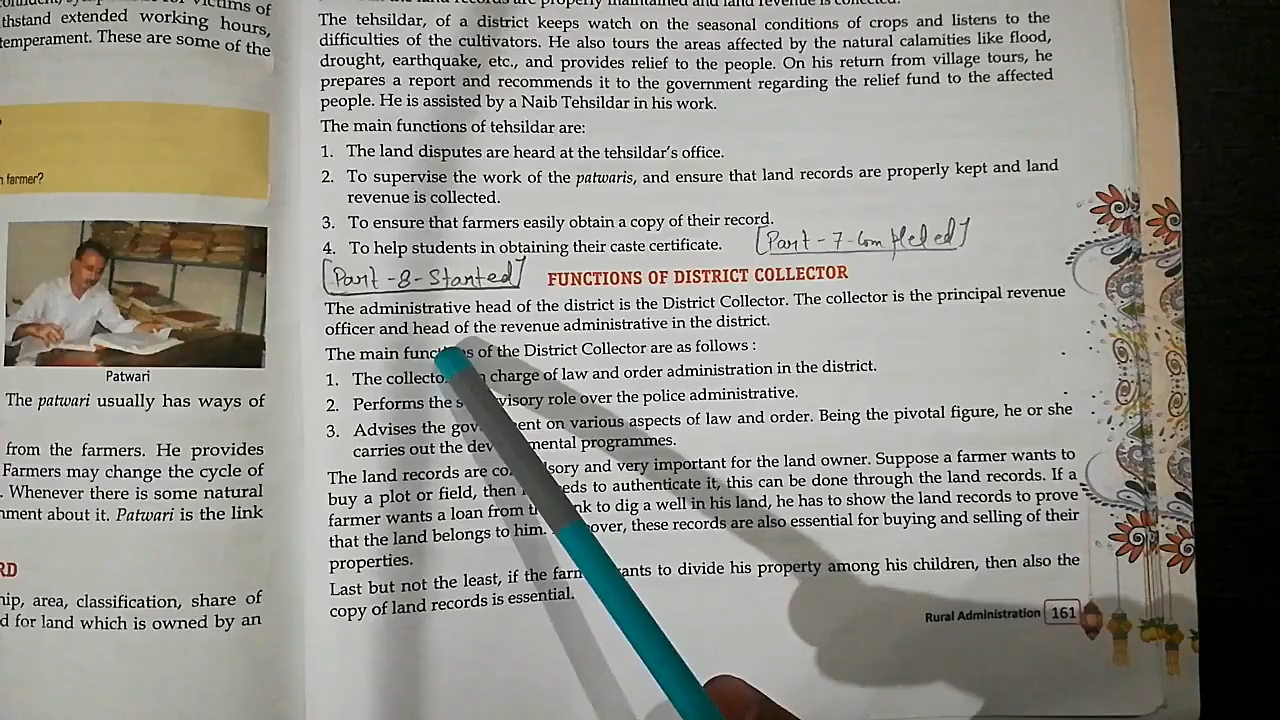 of
thstand extended working hours,
temperament. These are some of the
farmer?
Patwari
The patwari usually has ways of
from the farmers. He provides
Farmers may change the cycle of
. Whenever there is some natural
nment about it. Patwari is the link
RD
hip, area, classification, share of
d for land which is owned by an
The tehsildar, of a district keeps watch on the seasonal conditions of crops and listens to the
difficulties of the cultivators. He also tours the areas affected by the natural calamities like flood,
drought, earthquake, etc., and provides relief to the people. On his return from village tours, he
prepares a report and recommends it to the government regarding the relief fund to the affected
people. He is assisted by a Naib Tehsildar in his work.
The main functions of tehsildar are:
1. The land disputes are heard at the tehsildar's office.
2. To supervise the work of the patwaris, and ensure that land records are properly kept and land
revenue is collected.
3. To ensure that farmers easily obtain a copy of their record.
4. To help students in obtaining their caste certificate. [Part-7-Completed]
[Part-8-Started] FUNCTIONS OF DISTRICT COLLECTOR
The administrative head of the district is the District Collector. The collector is the principal revenue
officer and head of the revenue administrative in the district.
The main func s of the District Collector are as follows :
1. The collecto charge of law and order administration in the district.
2. Performs the s visory role over the police administrative.
3. Advises the gov ent on various aspects of law and order. Being the pivotal figure, he or she
carries out the dev mental programmes.
The land records are co lsory and very important for the land owner. Suppose a farmer wants to
buy a plot or field, then eds to authenticate it, this can be done through the land records. If a
farmer wants a loan from t nk to dig a well in his land, he has to show the land records to prove
that the land belongs to him. over, these records are also essential for buying and selling of their
properties.
Last but not the least, if the farm ants to divide his property among his children, then also the
copy of land records is essential.
Rural Administration 161